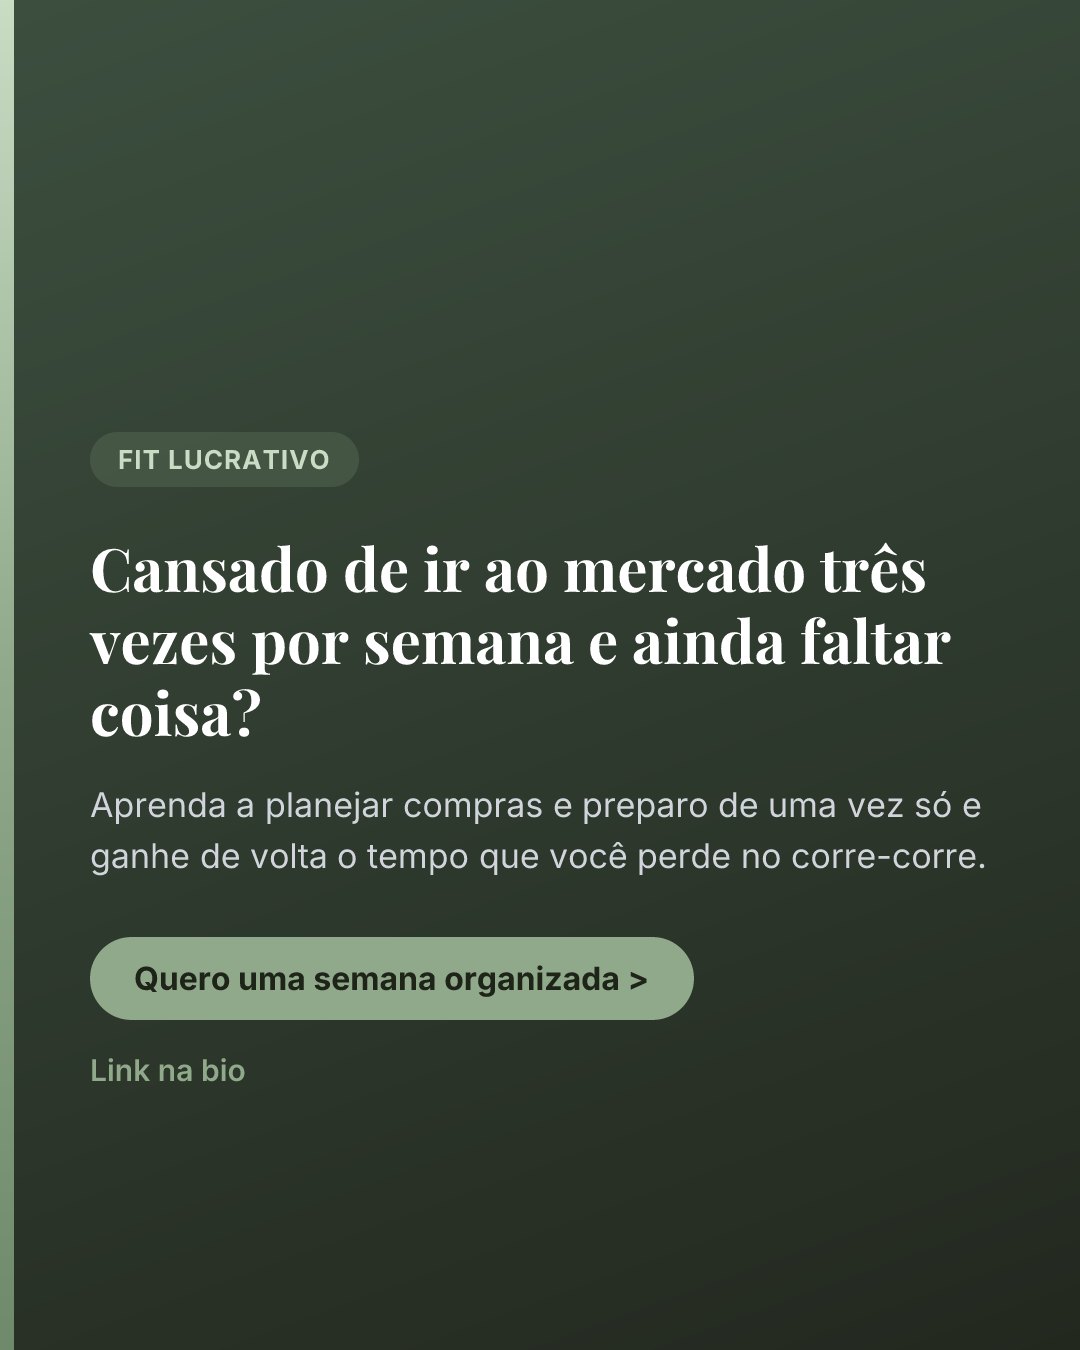 FIT LUCRATIVO
Cansado de ir ao mercado três
vezes por semana e ainda faltar
coisa?
Aprenda a planejar compras e preparo de uma vez só e
ganhe de volta o tempo que você perde no corre-corre.
Quero uma semana organizada >
Link na bio